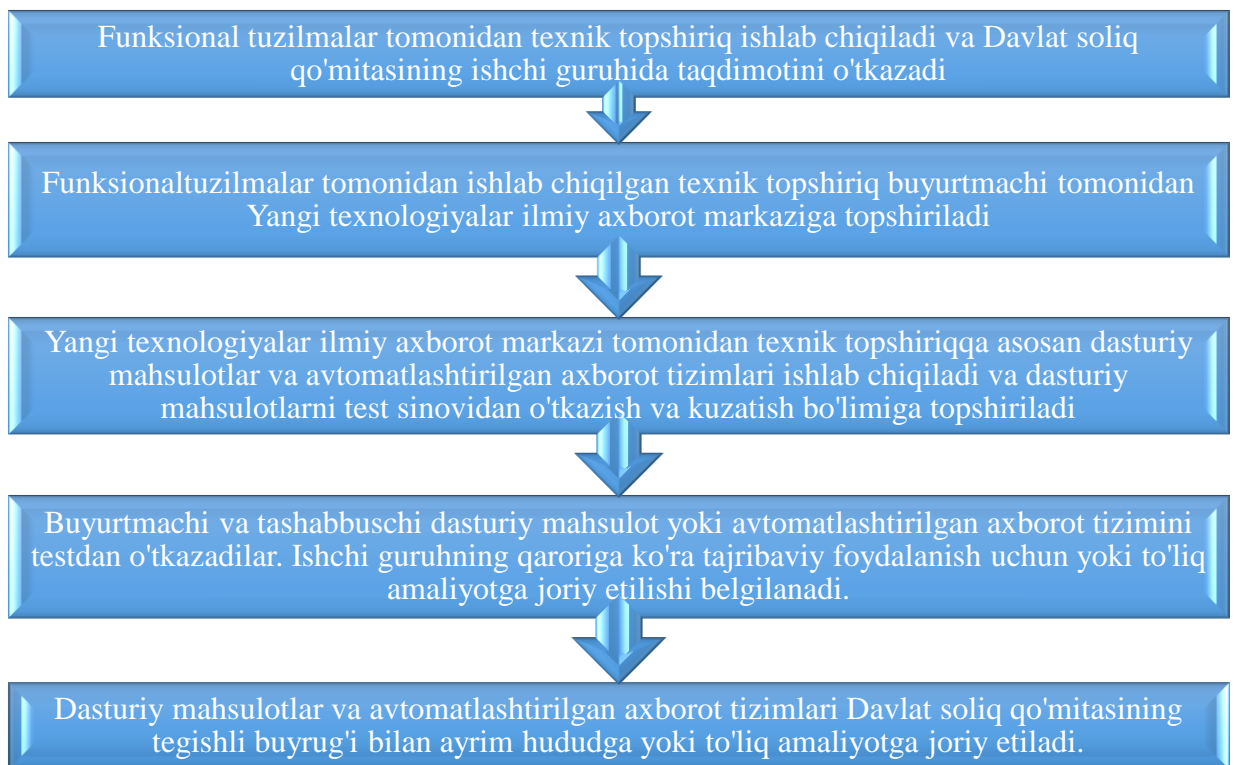 Funksional tuzilmalar tomonidan texnik topshiriq ishlab chiqiladi va Davlat soliq
qo'mitasining ishchi guruhida taqdimotini o'tkazadi
Funksionaltuzilmalar tomonidan ishlab chiqilgan texnik topshiriq buyurtmachi tomonidan
Yangi texnologiyalar ilmiy axborot markaziga topshiriladi
Yangi texnologiyalar ilmiy axborot markazi tomonidan texnik topshiriqqa asosan dasturiy
mahsulotlar va avtomatlashtirilgan axborot tizimlari ishlab chiqiladi va dasturiy
mahsulotlarni test sinovidan o'tkazish va kuzatish bo'limiga topshiriladi
Buyurtmachi va tashabbuschi dasturiy mahsulot yoki avtomatlashtirilgan axborot tizimini
testdan o'tkazadilar. Ishchi guruhning qaroriga ko'ra tajribaviy foydalanish uchun yoki to'liq
amaliyotga joriy etilishi belgilanadi.
Dasturiy mahsulotlar va avtomatlashtirilgan axborot tizimlari Davlat soliq qo'mitasining
tegishli buyrug'i bilan ayrim hududga yoki to'liq amaliyotga joriy etiladi.